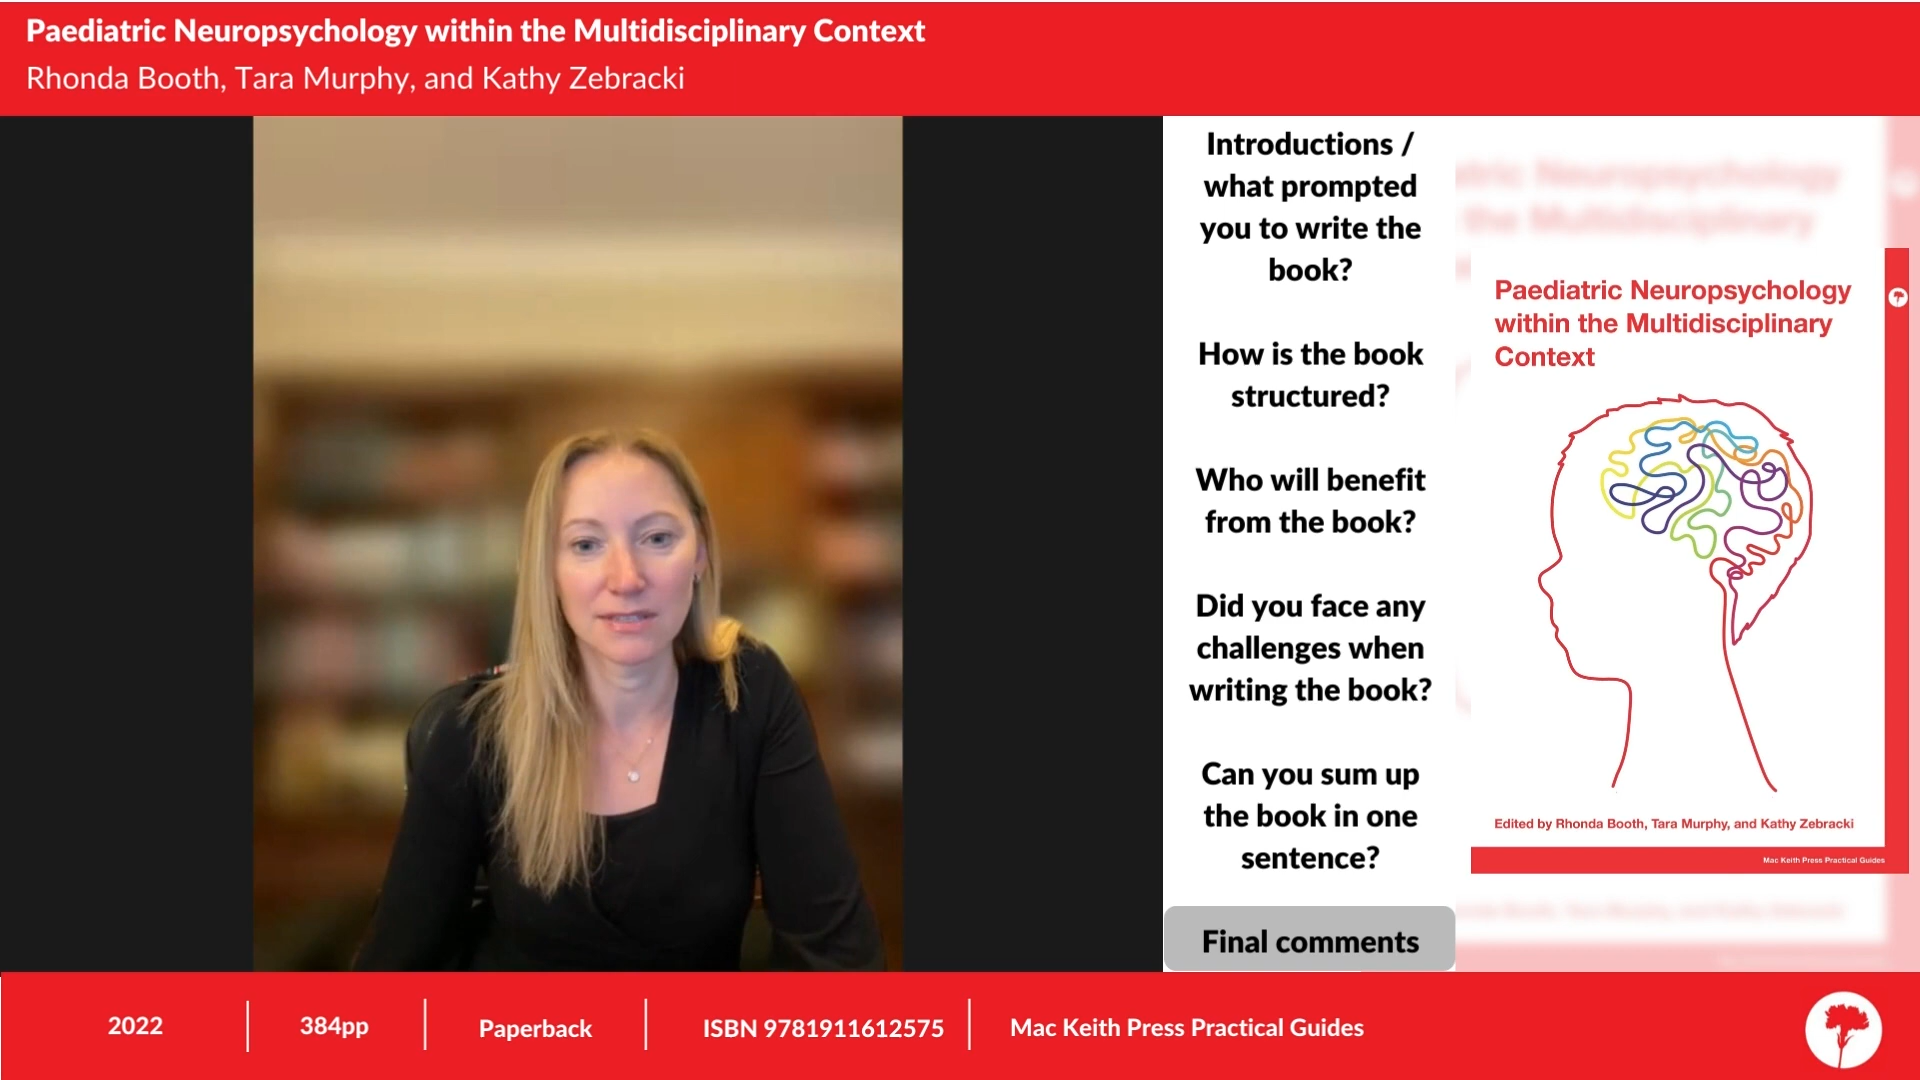 Paediatric Neuropsychology within the Multidisciplinary Context
Rhonda Booth, Tara Murphy, and Kathy Zebracki
Introductions /
what prompted
you to write the
book?
How is the book
structured?
Who will benefit
from the book?
Did you face any
challenges when
writing the book?
Can you sum up
the book in one
sentence?
Final comments
Paediatric Neuropsychology
within the Multidisciplinary
Context
Edited by Rhonda Booth, Tara Murphy, and Kathy Zebracki
Mac Keith Press Practical Guides
2022
384pp
Paperback
ISBN 9781911612575
Mac Keith Press Practical Guides